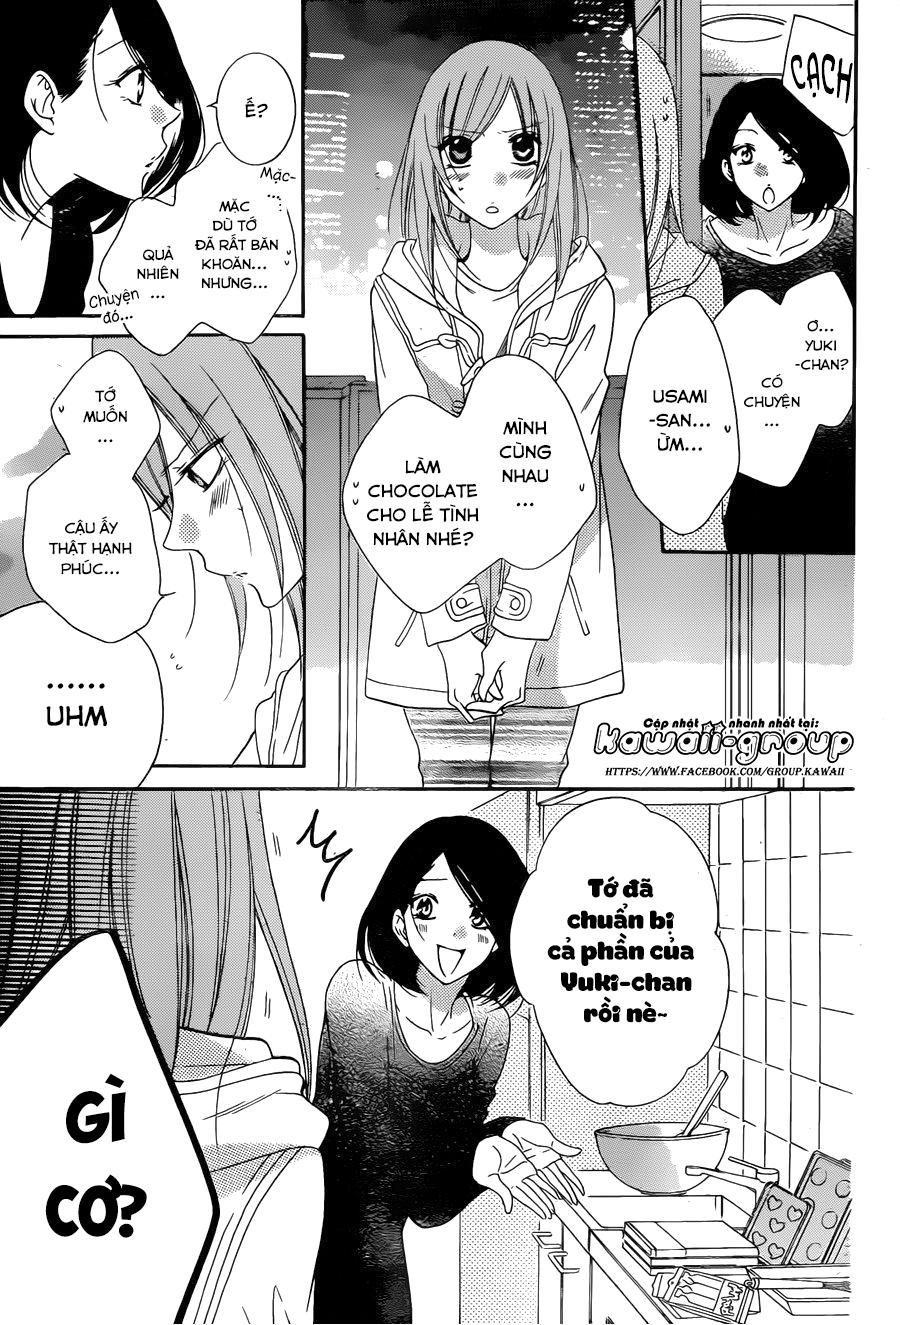 CẠCH
Ơ...
YUKI
-CHAN?
CÓ
CHUYỆN
...
USAMI
-SAN...
ỪM...
MÌNH
CÙNG
NHAU
...
LÀM
CHOCOLATE
CHO LỄ TÌNH
NHÂN NHÉ?
Ế?
Mặc-
...
MẶC
DÙ TỚ
ĐÃ RẤT BĂN
KHOĂN...
NHƯNG...
QUẢ
NHIÊN
...
Chuyện
đó...
TỚ
MUỐN
...
CẬU ẤY
THẬT HẠNH
PHÚC...
......
UHM
Cập nhật nhanh nhất tại:
kawaii-group
HTTPS://WWW.FACEBOOK.COM/GROUP.KAWAII
Tớ đã
chuẩn bị
cả phần của
Yuki-chan
rồi nè~
GÌ
CƠ?